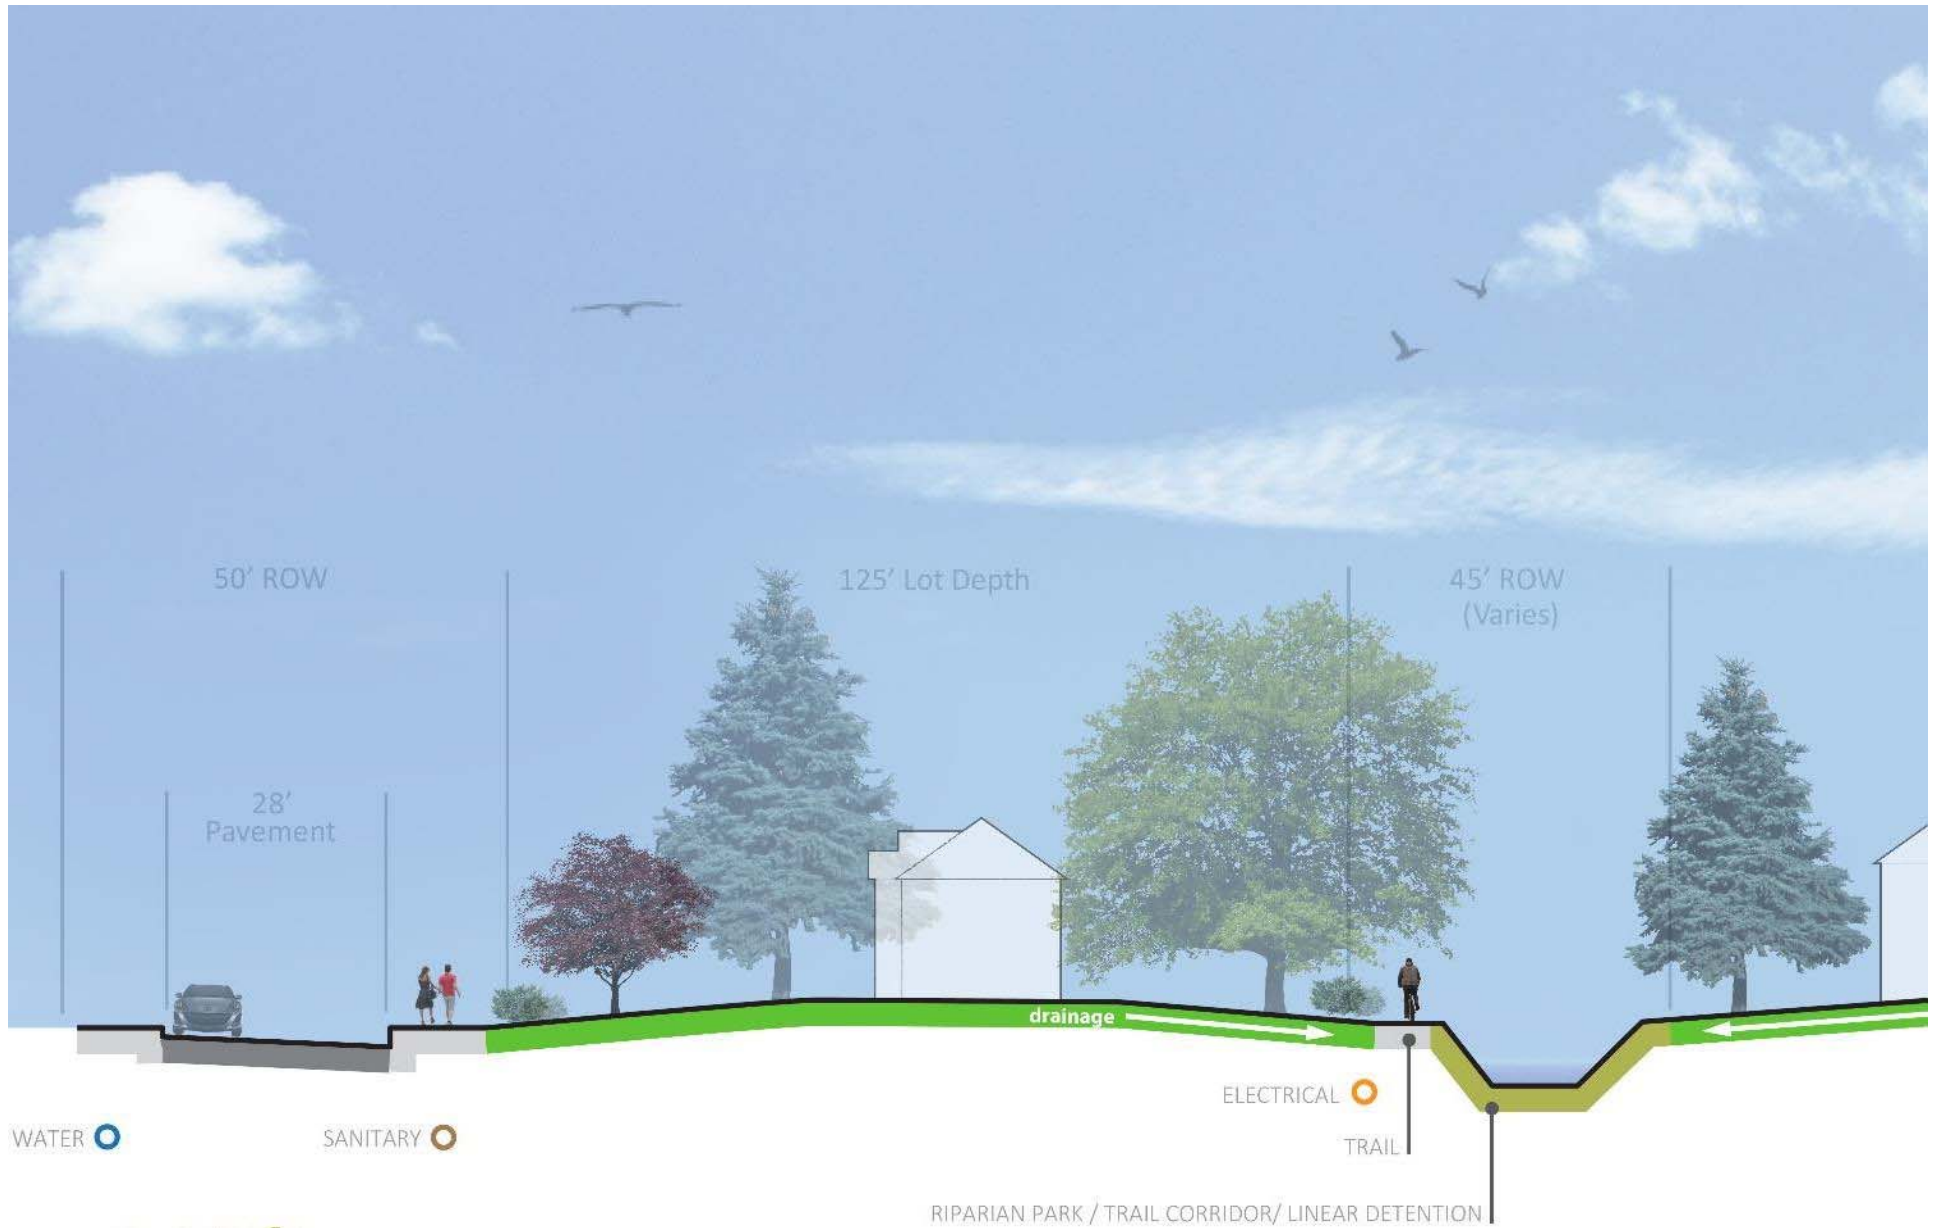 50' ROW
125' Lot Depth
45' ROW
(Varies)
28'
Pavement
drainage
ELECTRICAL
WATER
SANITARY
TRAIL
RIPARIAN PARK / TRAIL CORRIDOR/ LINEAR DETENTION